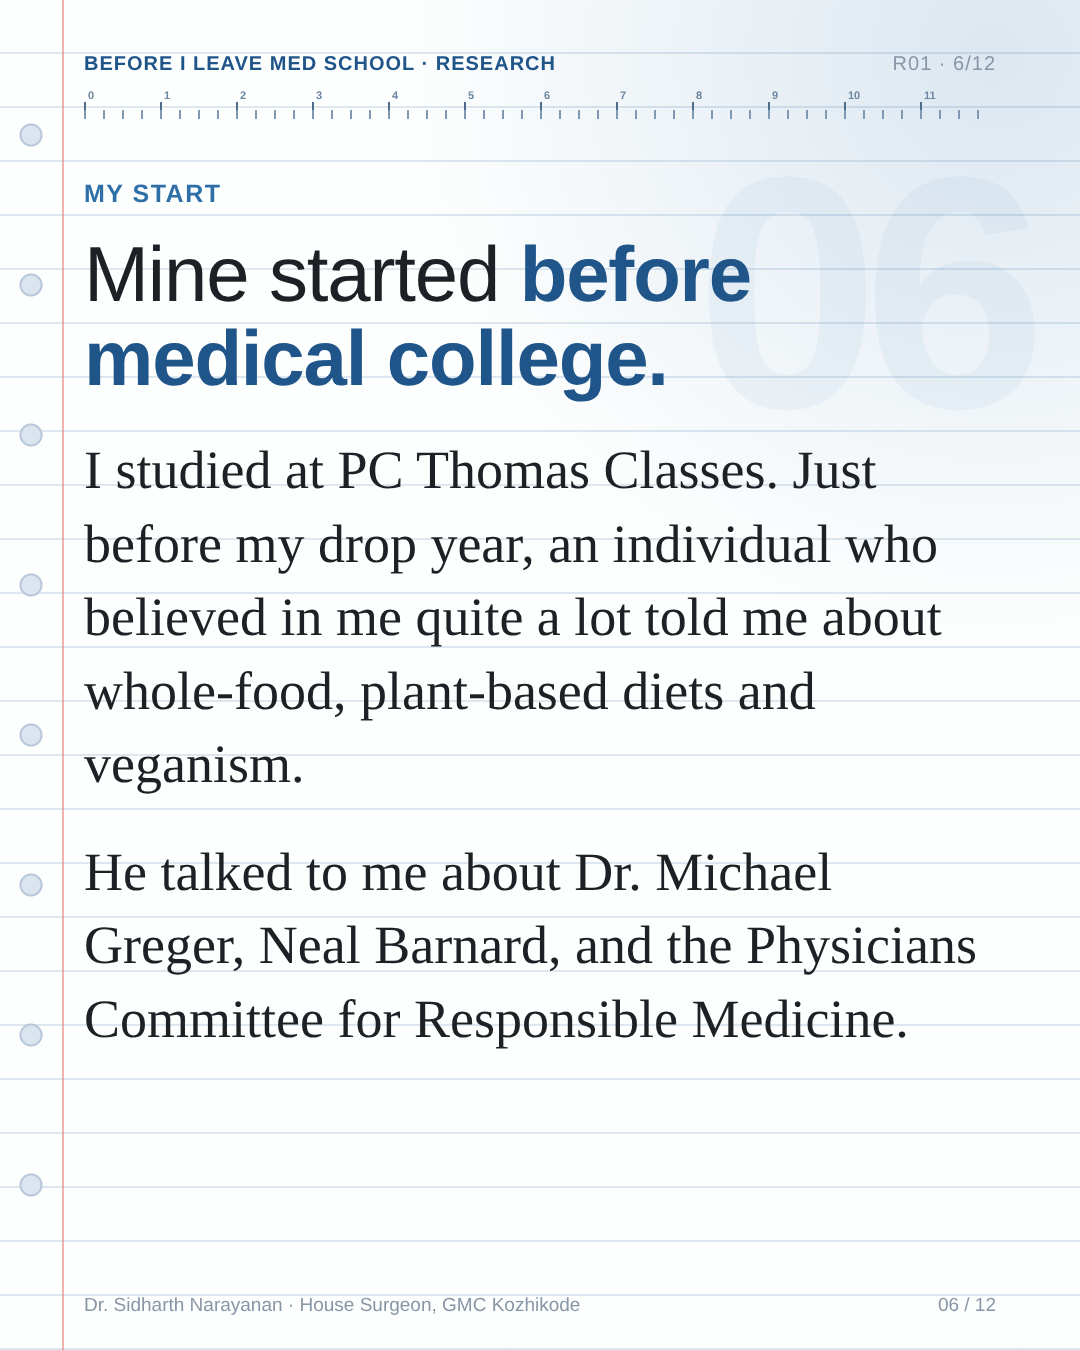 BEFORE I LEAVE MED SCHOOL · RESEARCH
R01 · 6/12
0 1 2 3 4 5 6 7 8 9 10 11
MY START
06
Mine started before
medical college.
I studied at PC Thomas Classes. Just
before my drop year, an individual who
believed in me quite a lot told me about
whole-food, plant-based diets and
veganism.
He talked to me about Dr. Michael
Greger, Neal Barnard, and the Physicians
Committee for Responsible Medicine.
Dr. Sidharth Narayanan · House Surgeon, GMC Kozhikode
06 / 12